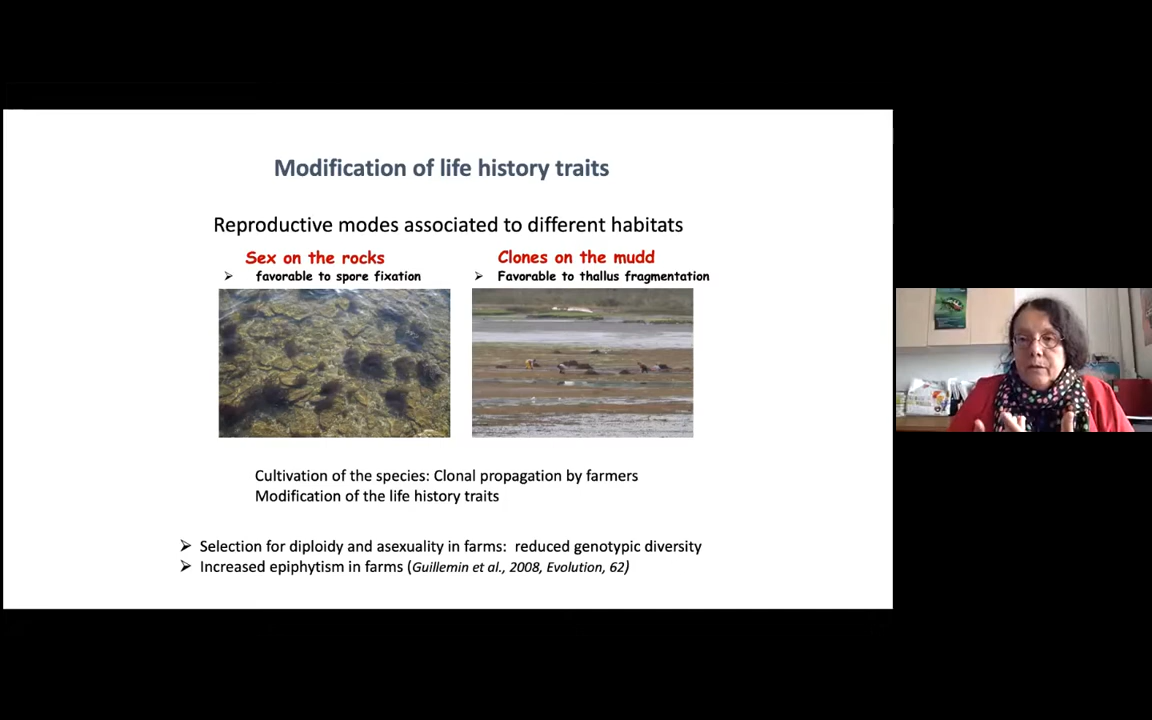 Modification of life history traits
Reproductive modes associated to different habitats
Sex on the rocks
➢ favorable to spore fixation
Clones on the mudd
➢ Favorable to thallus fragmentation
Cultivation of the species: Clonal propagation by farmers
Modification of the life history traits
➢ Selection for diploidy and asexuality in farms: reduced genotypic diversity
➢ Increased epiphytism in farms (Guillemin et al., 2008, Evolution, 62)